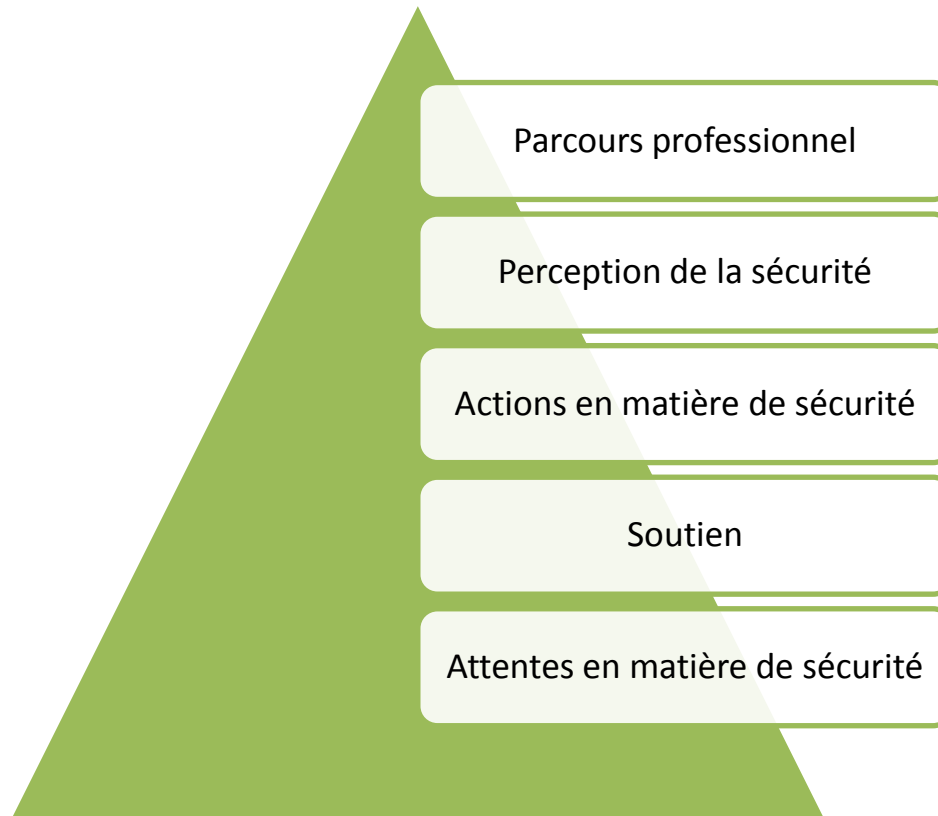 Parcours professionnel
Perception de la sécurité
Actions en matière de sécurité
Soutien
Attentes en matière de sécurité